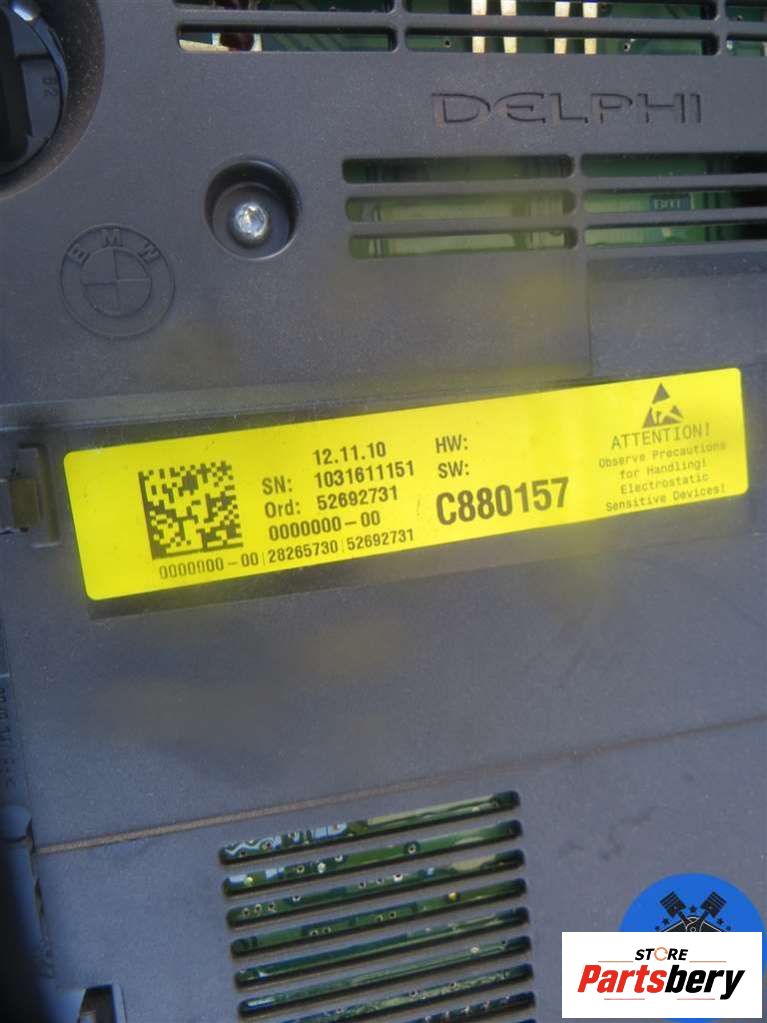 DELPHI
BMW
12.11.10
SN: 1031611151
Ord: 52692731
0000000-00
0000000-00|28265730|52692731
HW:
SW:
C880157
ATTENTION!
Observe Precautions
for Handling!
Electrostatic
Sensitive Devices!
STORE
Partsbery